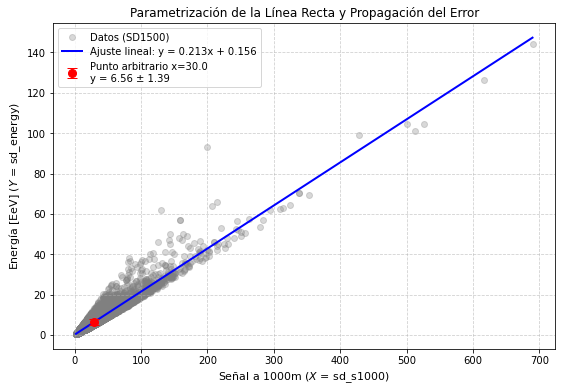 Parametrización de la Línea Recta y Propagación del Error
Datos (SD1500)
Ajuste lineal: y = 0.213x + 0.156
Punto arbitrario x=30.0
y = 6.56 ± 1.39
Energía [EeV] (Y = sd_energy)
140
120
100
80
60
40
20
0
0 100 200 300 400 500 600 700
Señal a 1000m (X = sd_s1000)